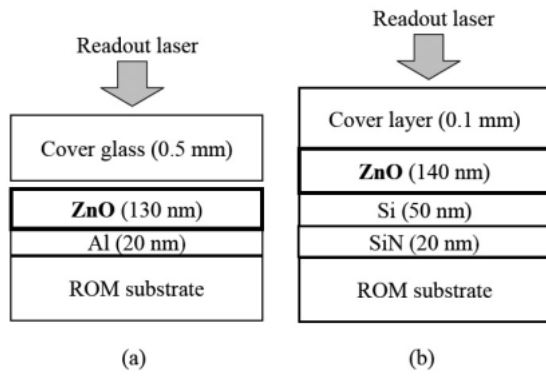 Readout laser
Cover glass (0.5 mm)
ZnO (130 nm)
Al (20 nm)
ROM substrate
(a)
Readout laser
Cover layer (0.1 mm)
ZnO (140 nm)
Si (50 nm)
SiN (20 nm)
ROM substrate
(b)